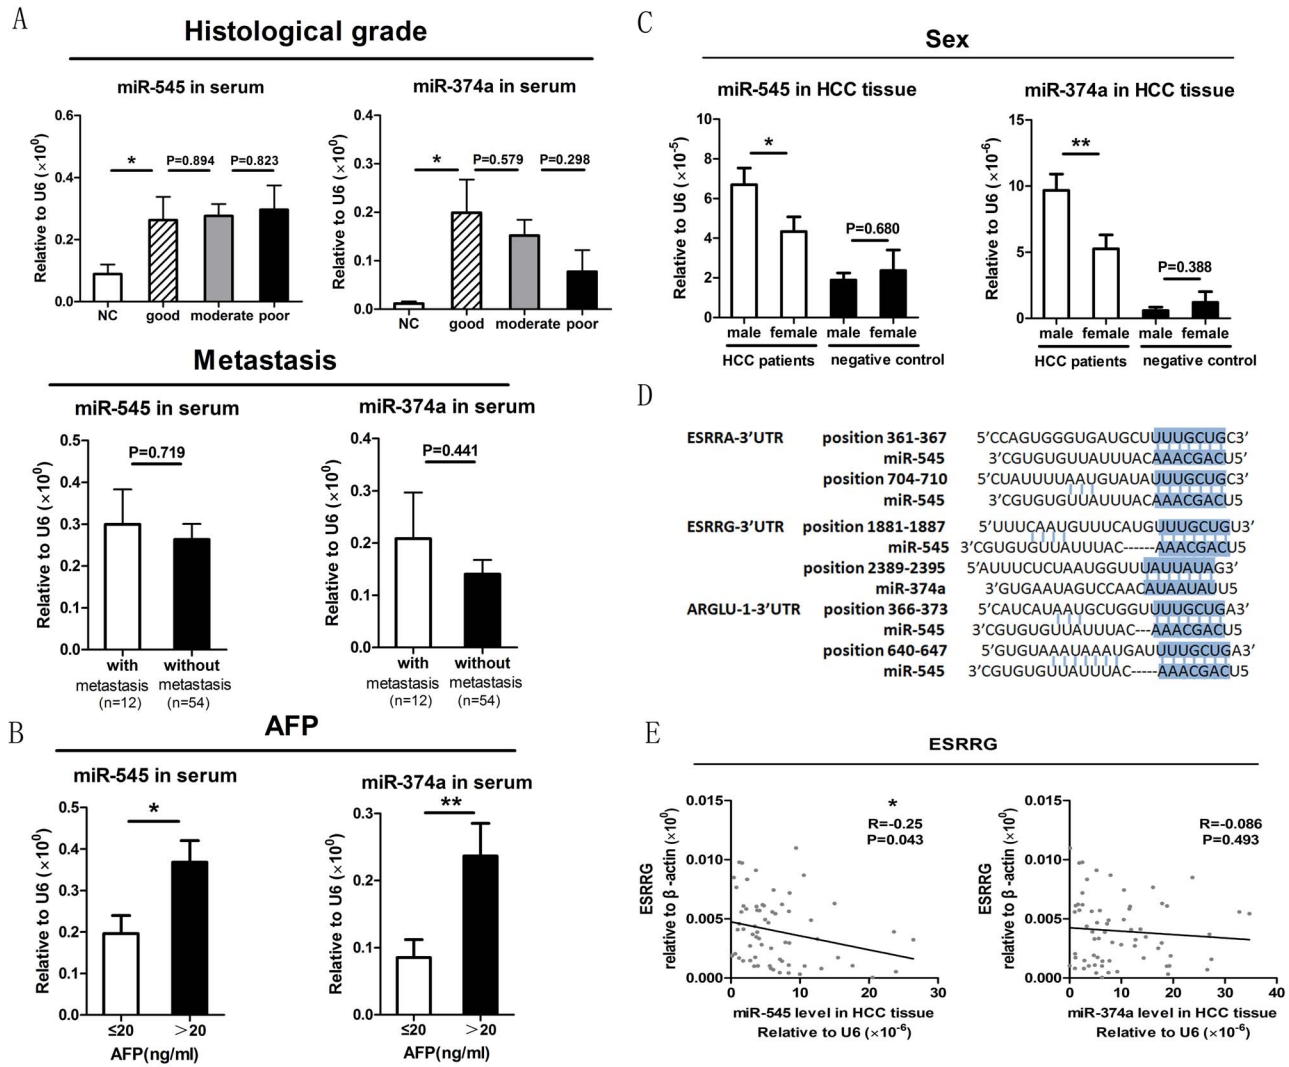 A
Histological grade
miR-545 in serum
Relative to U6 (×10⁰)
0.6
0.4
0.2
0.0
*
P=0.894
P=0.823
NC good moderate poor
miR-374a in serum
Relative to U6 (×10⁰)
0.4
0.3
0.2
0.1
0.0
*
P=0.579
P=0.298
NC good moderate poor
Metastasis
miR-545 in serum
Relative to U6 (×10⁰)
0.5
0.4
0.3
0.2
0.1
0.0
P=0.719
with without
metastasis metastasis
(n=12) (n=54)
miR-374a in serum
Relative to U6 (×10⁰)
0.4
0.3
0.2
0.1
0.0
P=0.441
with without
metastasis metastasis
(n=12) (n=54)
B
AFP
miR-545 in serum
Relative to U6 (×10⁰)
0.5
0.4
0.3
0.2
0.1
0.0
*
≤20 >20
AFP(ng/ml)
miR-374a in serum
Relative to U6 (×10⁰)
0.3
0.2
0.1
0.0
**
≤20 >20
AFP(ng/ml)
C
Sex
miR-545 in HCC tissue
Relative to U6 (×10⁻⁵)
10
8
6
4
2
0
*
P=0.680
male female male female
HCC patients negative control
miR-374a in HCC tissue
Relative to U6 (×10⁻⁶)
15
10
5
0
**
P=0.388
male female male female
HCC patients negative control
D
ESRRA-3'UTR position 361-367 5'CCAGUGGGUGAUGCUUUUGCUGC3'
miR-545 3'CGUGUGUUAUUUACAAACGACU5'
position 704-710 5'CUAUUUUAAUGUAUAUUUGCUGC3'
miR-545 3'CGUGUGUUAUUUACAAACGACU5
ESRRG-3'UTR position 1881-1887 5'UUUCAAUGUUUCAUGUUUGCUGU3'
miR-545 3'CGUGUGUUAUUUAC------AAACGACU5
position 2389-2395 5'AUUUCUCUAAUGGUUUAUUAUAG3'
miR-374a 3'GUGAAUAGUCCAACAUAAUAUU5
ARGLU-1-3'UTR position 366-373 5'CAUCAUAAUGCUGGUUUUGCUGA3'
miR-545 3'CGUGUGUUAUUUAC---AAACGACU5
position 640-647 5'GUGUAAAUAAAUGAUUUUGCUGA3'
miR-545 3'CGUGUGUUAUUUAC-----AAACGACU5
E
ESRRG
ESRRG
relative to β -actin (×10⁰)
0.015
0.010
0.005
0.000
*
R=-0.25
P=0.043
0 10 20 30
miR-545 level in HCC tissue
Relative to U6 (×10⁻⁶)
ESRRG
relative to β -actin (×10⁰)
0.015
0.010
0.005
0.000
R=-0.086
P=0.493
0 10 20 30 40
miR-374a level in HCC tissue
Relative to U6 (×10⁻⁶)